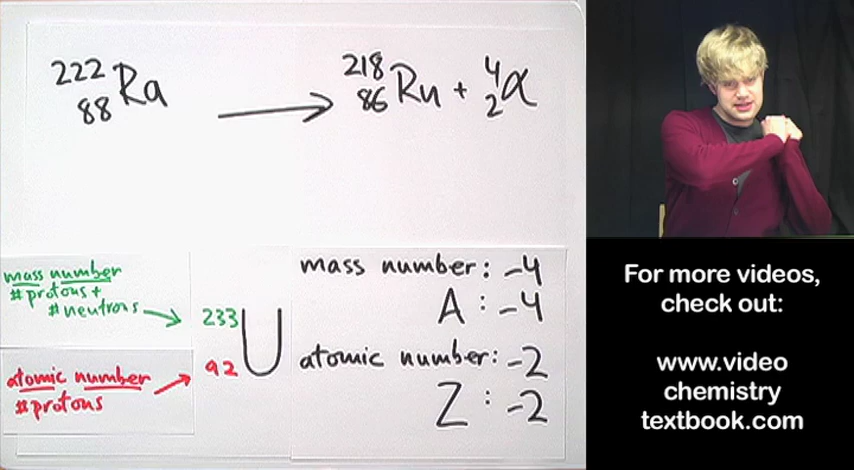 222
88 Ra → 218
86 Rn + 4
2 α
mass number
#protons +
#neutrons
atomic number
#protons
233
92 U
mass number: -4
A: -4
atomic number: -2
Z: -2
For more videos,
check out:
www.video
chemistry
textbook.com